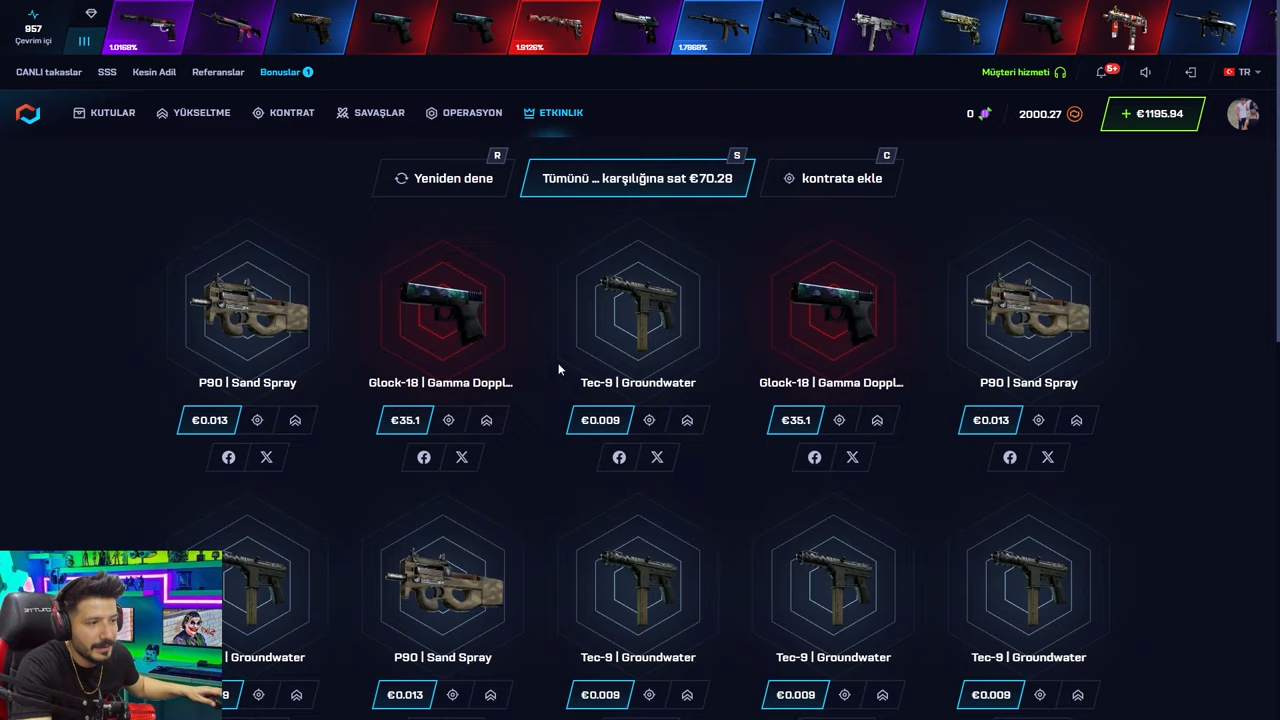 957
Çevrim içi
1.0168%
1.9126%
1.7868%
CANLI takaslar SSS Kesin Adil Referanslar Bonuslar 1
Müşteri hizmeti 5+ TR
KUTULAR YÜKSELTME KONTRAT SAVAŞLAR OPERASYON ETKINLIK
0 2000.27 + €1195.94
R S C
Yeniden dene Tümünü ... karşılığına sat €70.28 kontrata ekle
P90 | Sand Spray Glock-18 | Gamma Doppl... Tec-9 | Groundwater Glock-18 | Gamma Doppl... P90 | Sand Spray
€0.013 €35.1 €0.009 €35.1 €0.013
| Groundwater P90 | Sand Spray Tec-9 | Groundwater Tec-9 | Groundwater Tec-9 | Groundwater
9 €0.013 €0.009 €0.009 €0.009